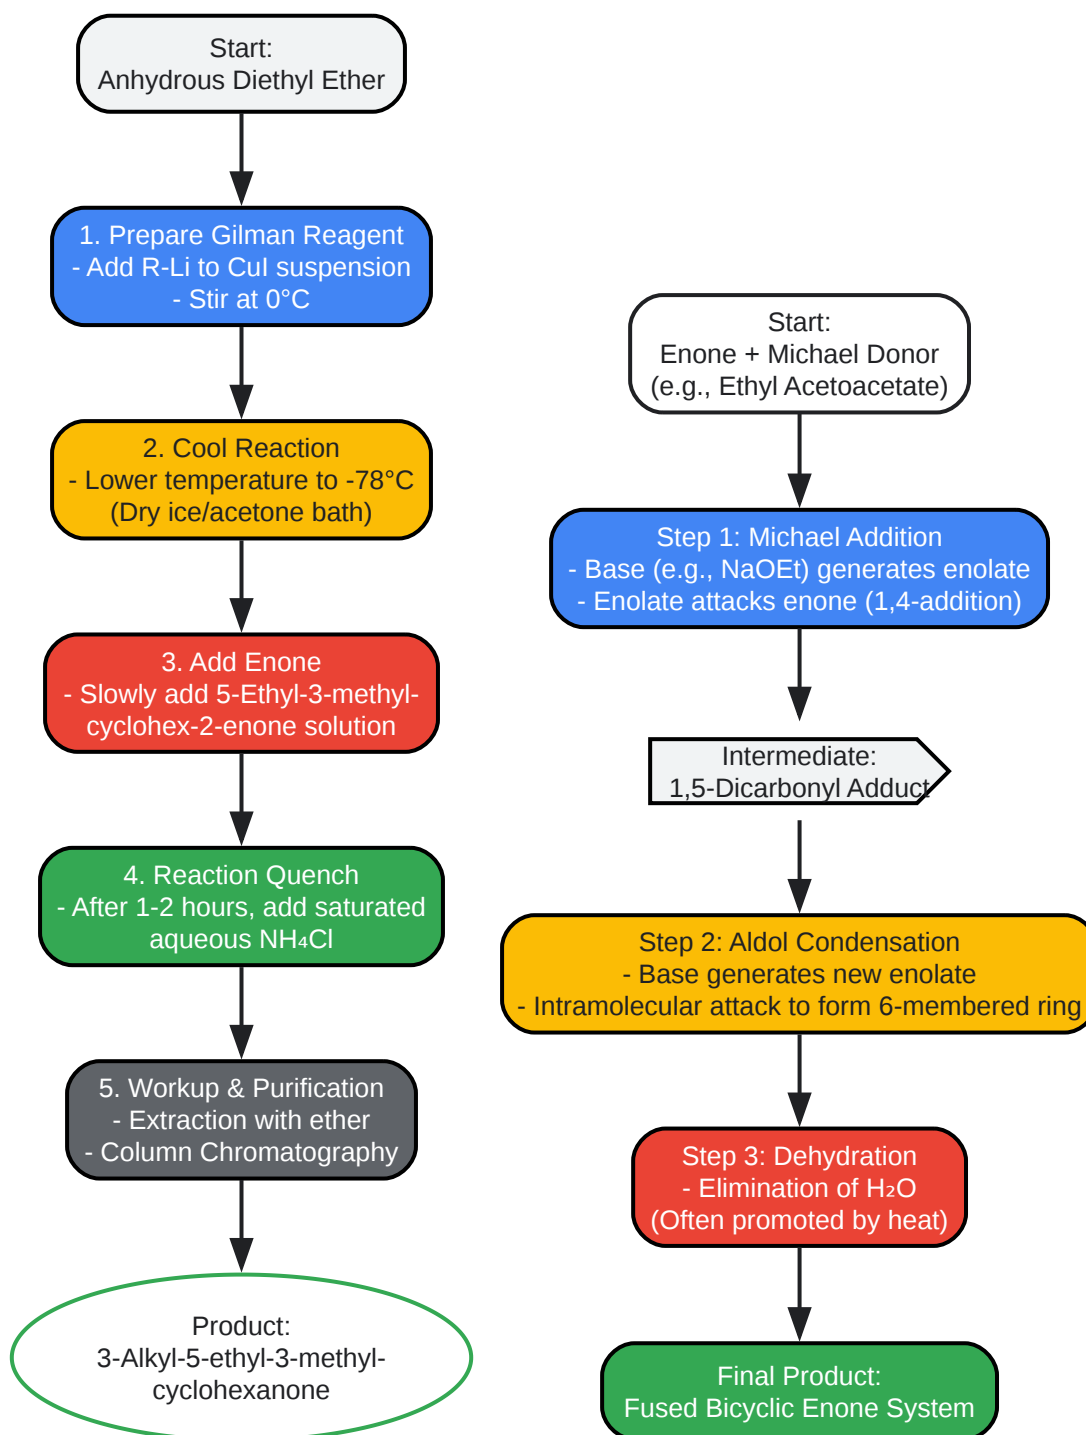 Start:
Anhydrous Diethyl Ether
1. Prepare Gilman Reagent
- Add R-Li to CuI suspension
- Stir at 0°C
2. Cool Reaction
- Lower temperature to -78°C
(Dry ice/acetone bath)
3. Add Enone
- Slowly add 5-Ethyl-3-methyl-
cyclohex-2-enone solution
4. Reaction Quench
- After 1-2 hours, add saturated
aqueous NH₄Cl
5. Workup & Purification
- Extraction with ether
- Column Chromatography
Product:
3-Alkyl-5-ethyl-3-methyl-
cyclohexanone
Start:
Enone + Michael Donor
(e.g., Ethyl Acetoacetate)
Step 1: Michael Addition
- Base (e.g., NaOEt) generates enolate
- Enolate attacks enone (1,4-addition)
Intermediate:
1,5-Dicarbonyl Adduct
Step 2: Aldol Condensation
- Base generates new enolate
- Intramolecular attack to form 6-membered ring
Step 3: Dehydration
- Elimination of H₂O
(Often promoted by heat)
Final Product:
Fused Bicyclic Enone System